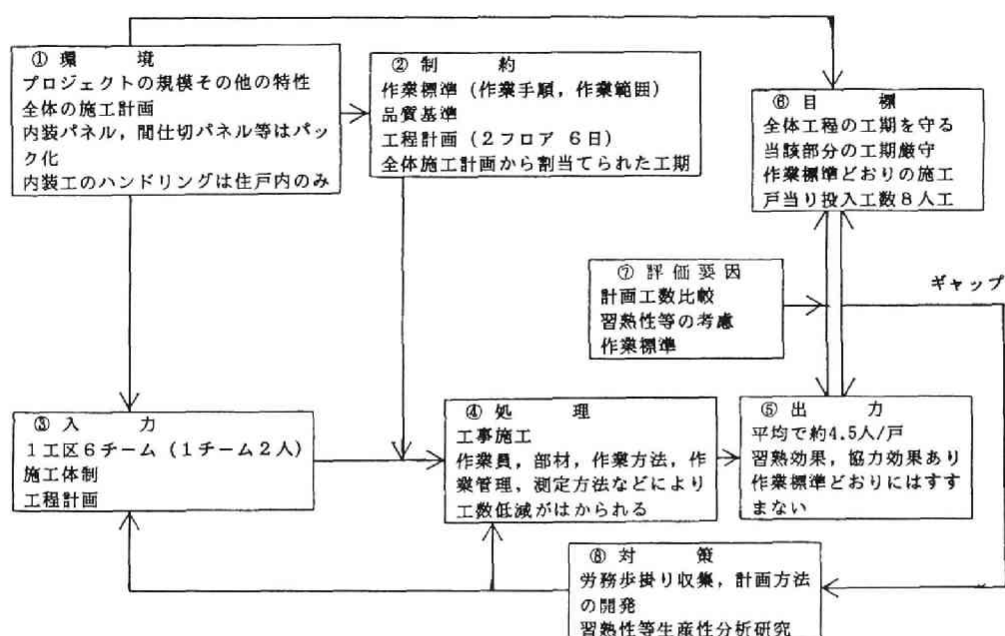 ① 環　　境
プロジェクトの規模その他の特性
全体の施工計画
内装パネル，間仕切パネル等はパッ
ク化
内装工のハンドリングは住戸内のみ
② 制　　約
作業標準（作業手順，作業範囲）
品質基準
工程計画（２フロア ６日）
全体施工計画から割当てられた工期
⑥ 目　　標
全体工程の工期を守る
当該部分の工期厳守
作業標準どおりの施工
戸当り投入工数８人工
⑦ 評 価 要 因
計画工数比較
習熟性等の考慮
作業標準
ギャップ
③ 入　　力
１工区６チーム（１チーム２人）
施工体制
工程計画
④ 処　　理
工事施工
作業員，部材，作業方法，作
業管理，測定方法などにより
工数低減がはかられる
⑤ 出　　力
平均で約4.5人/戸
習熟効果，協力効果あり
作業標準どおりにはすす
まない
⑧ 対　　策
労務歩掛り収集，計画方法
の開発
習熟性等生産性分析研究